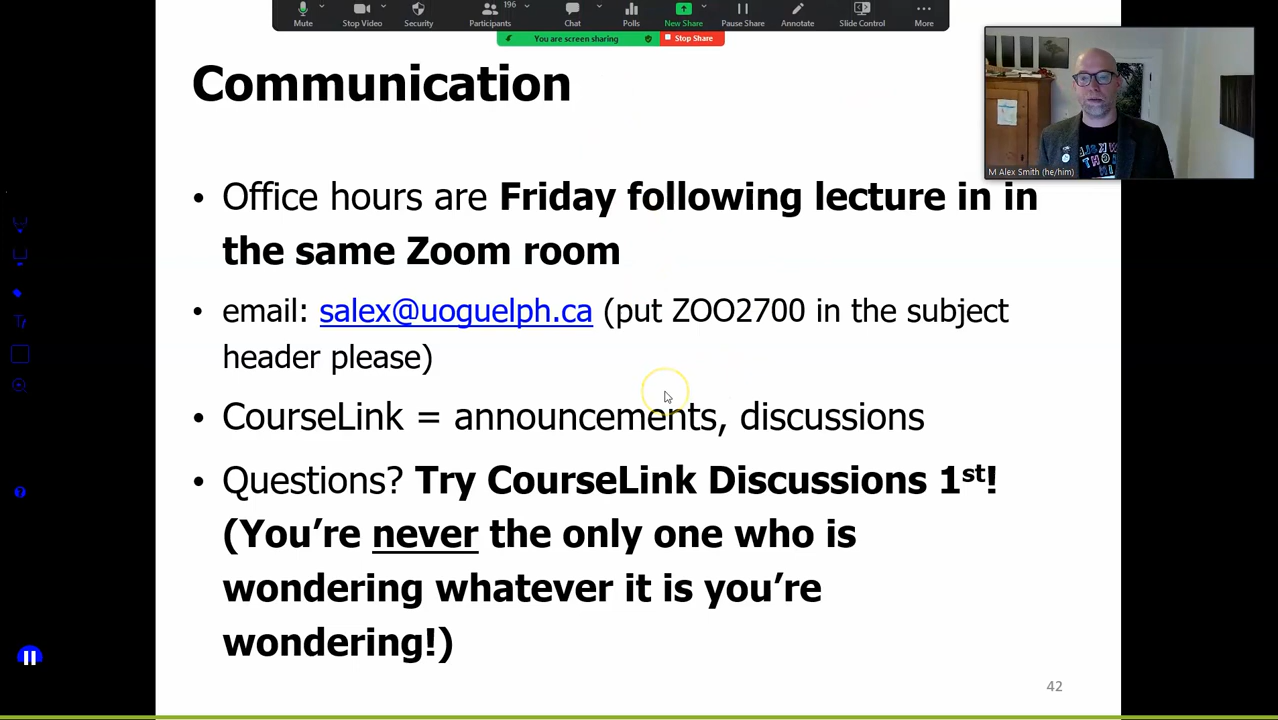 Mute
Stop Video
Security
Participants
196
Chat
Polls
New Share
Pause Share
Annotate
Slide Control
More
You are screen sharing
Stop Share
M Alex Smith (he/him)
Communication
• Office hours are Friday following lecture in in
the same Zoom room
• email: salex@uoguelph.ca (put ZOO2700 in the subject
header please)
• CourseLink = announcements, discussions
• Questions? Try CourseLink Discussions 1st!
(You're never the only one who is
wondering whatever it is you're
wondering!)
42